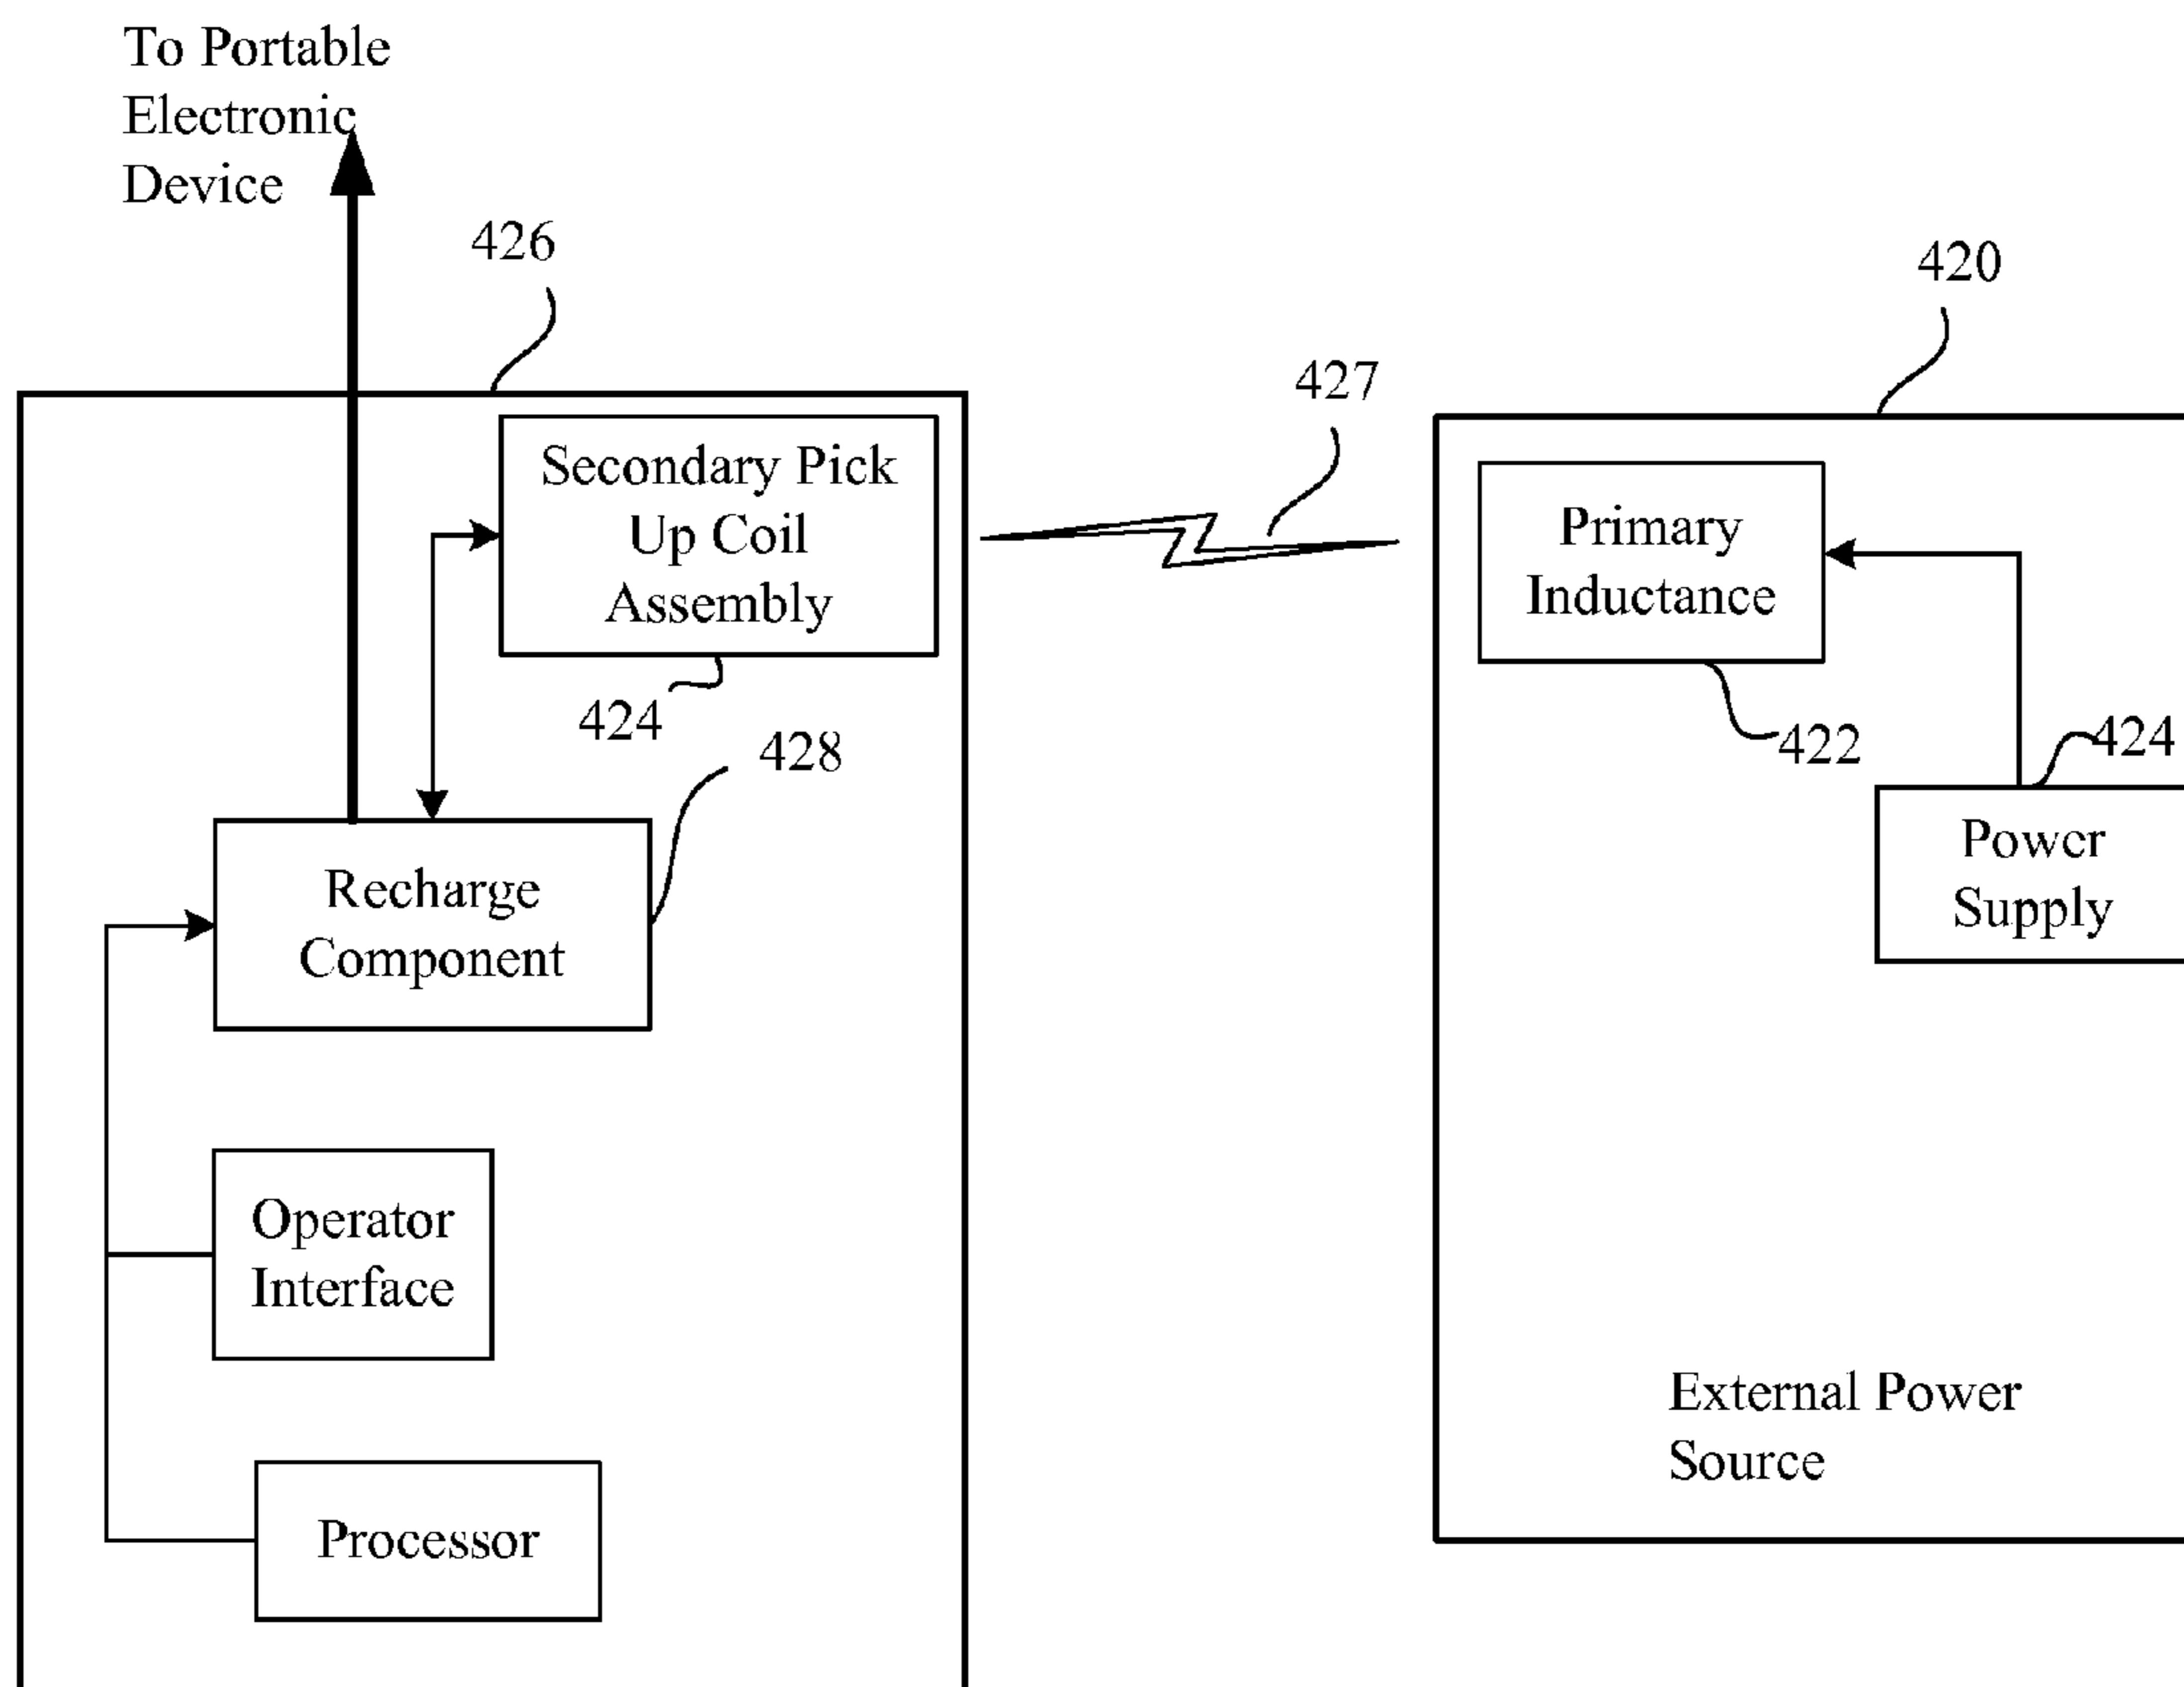 To Portable
Electronic
Device
426
420
427
Secondary Pick
Up Coil
Assembly
Primary
Inductance
424
428
422
424
Power
Supply
Recharge
Component
Operator
Interface
External Power
Source
Processor